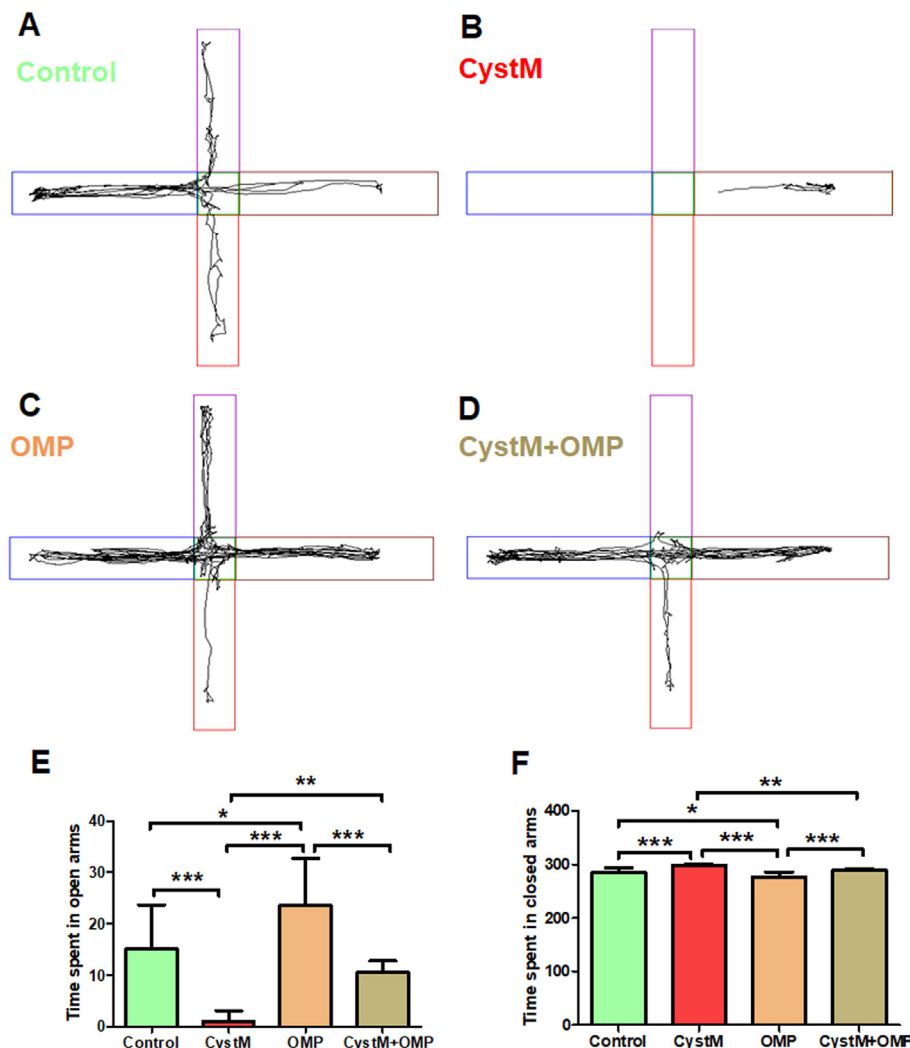 A
Control
B
CystM
C
OMP
D
CystM+OMP
E
Time spent in open arms
40
30
20
10
0
*
**
***
***
***
Control CystM OMP CystM+OMP
F
Time spent in closed arms
400
300
200
100
0
**
*
***
***
***
Control CystM OMP CystM+OMP